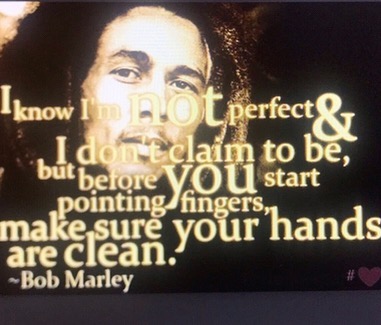 I know I'm not perfect &
I don't claim to be,
but before you start
pointing fingers,
make sure your hands
are clean.
~Bob Marley
#